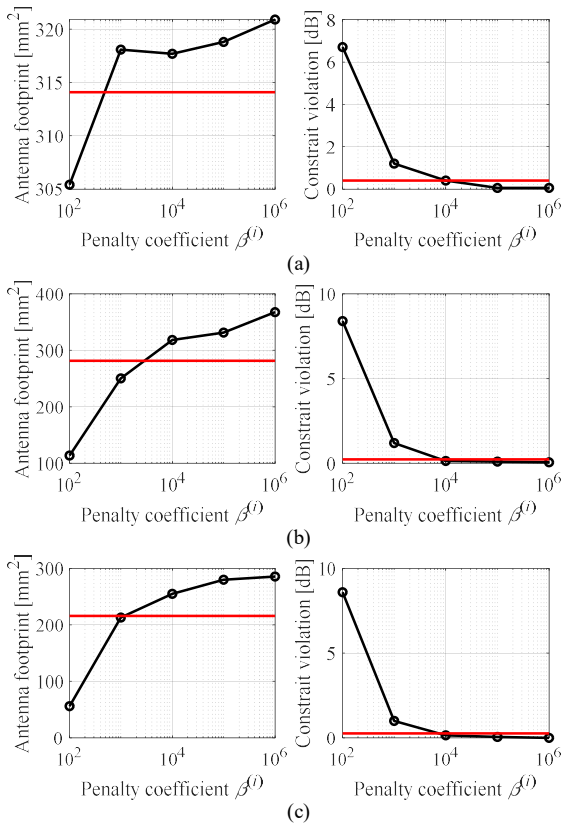 Antenna footprint [mm²]
320
315
310
305
10² 10⁴ 10⁶
Penalty coefficient β⁽ⁱ⁾
Constrait violation [dB]
8
6
4
2
0
10² 10⁴ 10⁶
Penalty coefficient β⁽ⁱ⁾
(a)
Antenna footprint [mm²]
400
300
200
100
10² 10⁴ 10⁶
Penalty coefficient β⁽ⁱ⁾
Constrait violation [dB]
10
5
0
10² 10⁴ 10⁶
Penalty coefficient β⁽ⁱ⁾
(b)
Antenna footprint [mm²]
300
200
100
0
10² 10⁴ 10⁶
Penalty coefficient β⁽ⁱ⁾
Constrait violation [dB]
10
5
0
10² 10⁴ 10⁶
Penalty coefficient β⁽ⁱ⁾
(c)